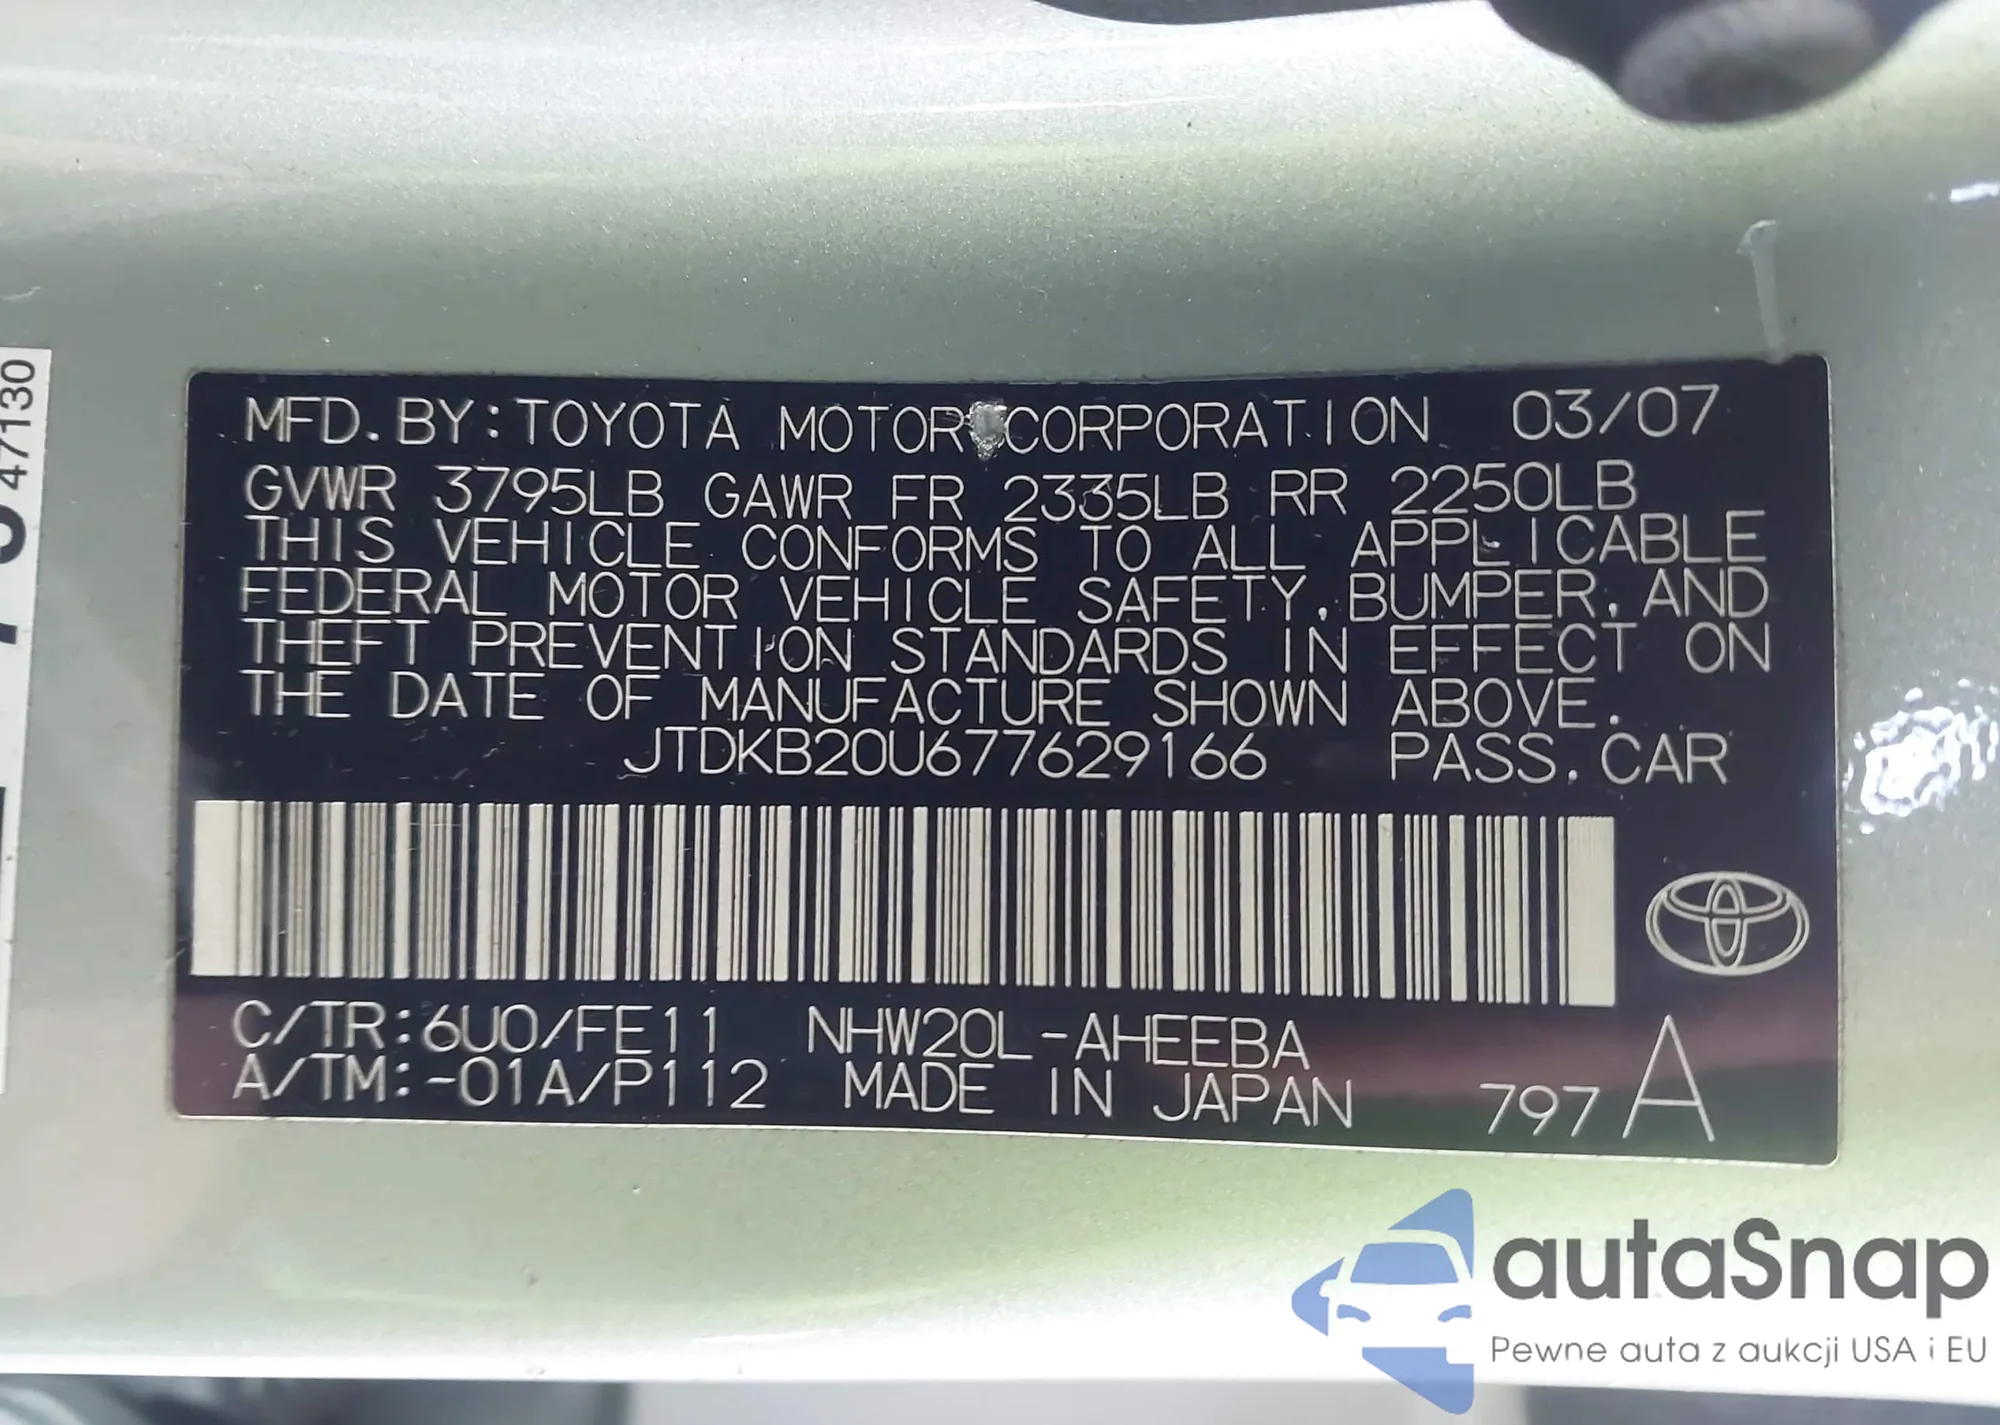 MFD. BY: TOYOTA MOTOR CORPORATION 03/07
GVWR 3795LB GAWR FR 2335LB RR 2250LB
THIS VEHICLE CONFORMS TO ALL APPLICABLE
FEDERAL MOTOR VEHICLE SAFETY, BUMPER, AND
THEFT PREVENTION STANDARDS IN EFFECT ON
THE DATE OF MANUFACTURE SHOWN ABOVE.
JTDKB20U677629166 PASS. CAR
C/TR: 6U0/FE11 NHW20L-AHEEBA
A/TM: -01A/P112 MADE IN JAPAN 797 A
47130
autaSnap
Pewne auta z aukcji USA i EU